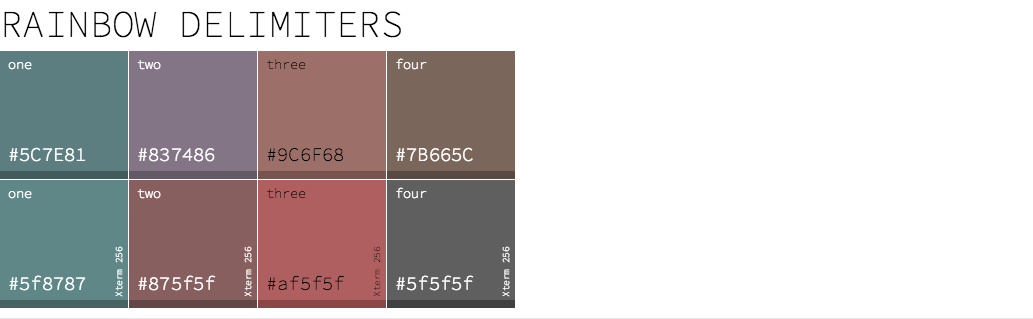 RAINBOW DELIMITERS
one
#5C7E81
two
#837486
three
#9C6F68
four
#7B665C
one
#5f8787
Xterm 256
two
#875f5f
Xterm 256
three
#af5f5f
Xterm 256
four
#5f5f5f
Xterm 256